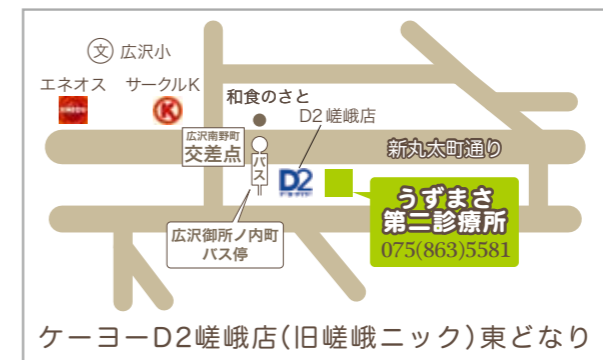 文 広沢小
エネオス サークルK
K
和食のさと
D2嵯峨店
広沢南野町
交差点
新丸太町通り
バス
D2
うずまさ
第二診療所
075(863)5581
広沢御所ノ内町
バス停
ケーヨーD2嵯峨店(旧嵯峨ニック)東どなり